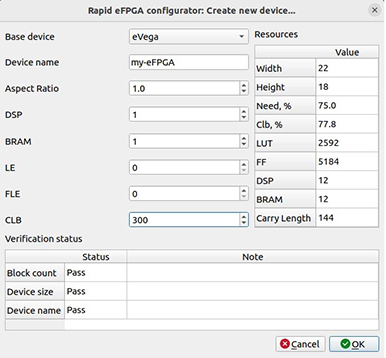 Rapid eFPGA configurator: Create new device...
Base device eVega
Device name my-eFPGA
Aspect Ratio 1.0
DSP 1
BRAM 1
LE 0
FLE 0
CLB 300
Resources
Value
Width 22
Height 18
Need, % 75.0
Clb, % 77.8
LUT 2592
FF 5184
DSP 12
BRAM 12
Carry Length 144
Verification status
Status Note
Block count Pass
Device size Pass
Device name Pass
Cancel OK